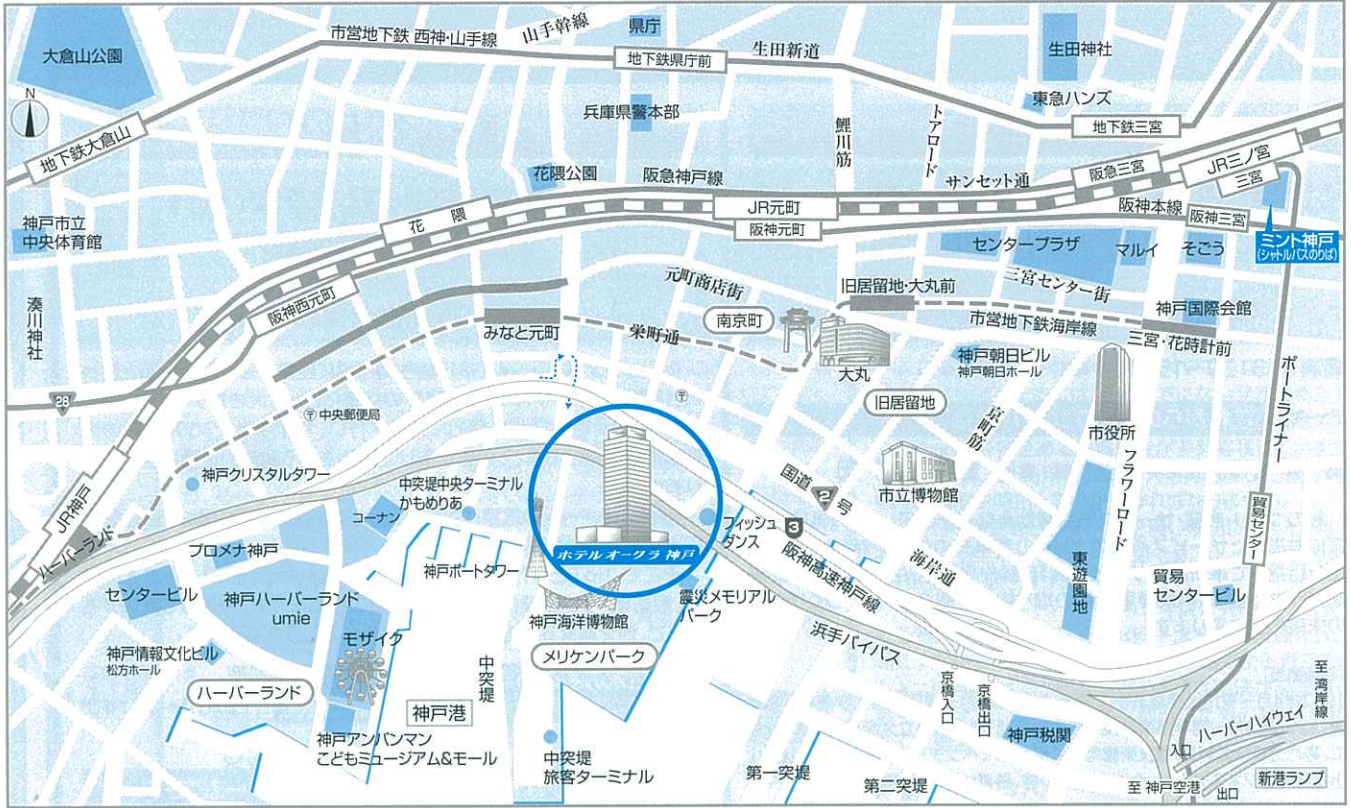 大倉山公園
N
地下鉄大倉山
市営地下鉄 西神・山手線
山手幹線
県庁
地下鉄県庁前
生田新道
生田神社
東急ハンズ
地下鉄三宮
兵庫県警本部
鯉川筋
トアロード
花隈公園
阪急神戸線
サンセット通
阪急三宮
JR三ノ宮
三宮
神戸市立
中央体育館
花隈
JR元町
阪神元町
阪神本線
阪神三宮
ミント神戸
(シャトルバスのりば)
センタープラザ
マルイ
そごう
湊川神社
阪神西元町
元町商店街
旧居留地・大丸前
三宮センター街
神戸国際会館
みなと元町
栄町通
南京町
大丸
市営地下鉄海岸線
三宮・花時計前
神戸朝日ビル
神戸朝日ホール
ポートライナー
28
〒中央郵便局
〒
旧居留地
京町筋
市役所
フラワーロード
JR神戸
ハーバーランド
神戸クリスタルタワー
中突堤中央ターミナル
かもめりあ
コーナン
ホテルオークラ 神戸
フィッシュ
ダンス
国道2号
3
阪神高速神戸線
市立博物館
海岸通
東遊園地
貿易センター
プロメナ神戸
神戸ポートタワー
センタービル
神戸ハーバーランド
umie
モザイク
神戸海洋博物館
震災メモリアル
パーク
浜手バイパス
貿易
センタービル
神戸情報文化ビル
松方ホール
メリケンパーク
ハーバーランド
中突堤
神戸港
京橋入口
京橋出口
至 湾岸線
神戸アンパンマン
こどもミュージアム&モール
中突堤
旅客ターミナル
第一突堤
第二突堤
神戸税関
ハーバーハイウェイ
入口
至 神戸空港
出口
新港ランプ